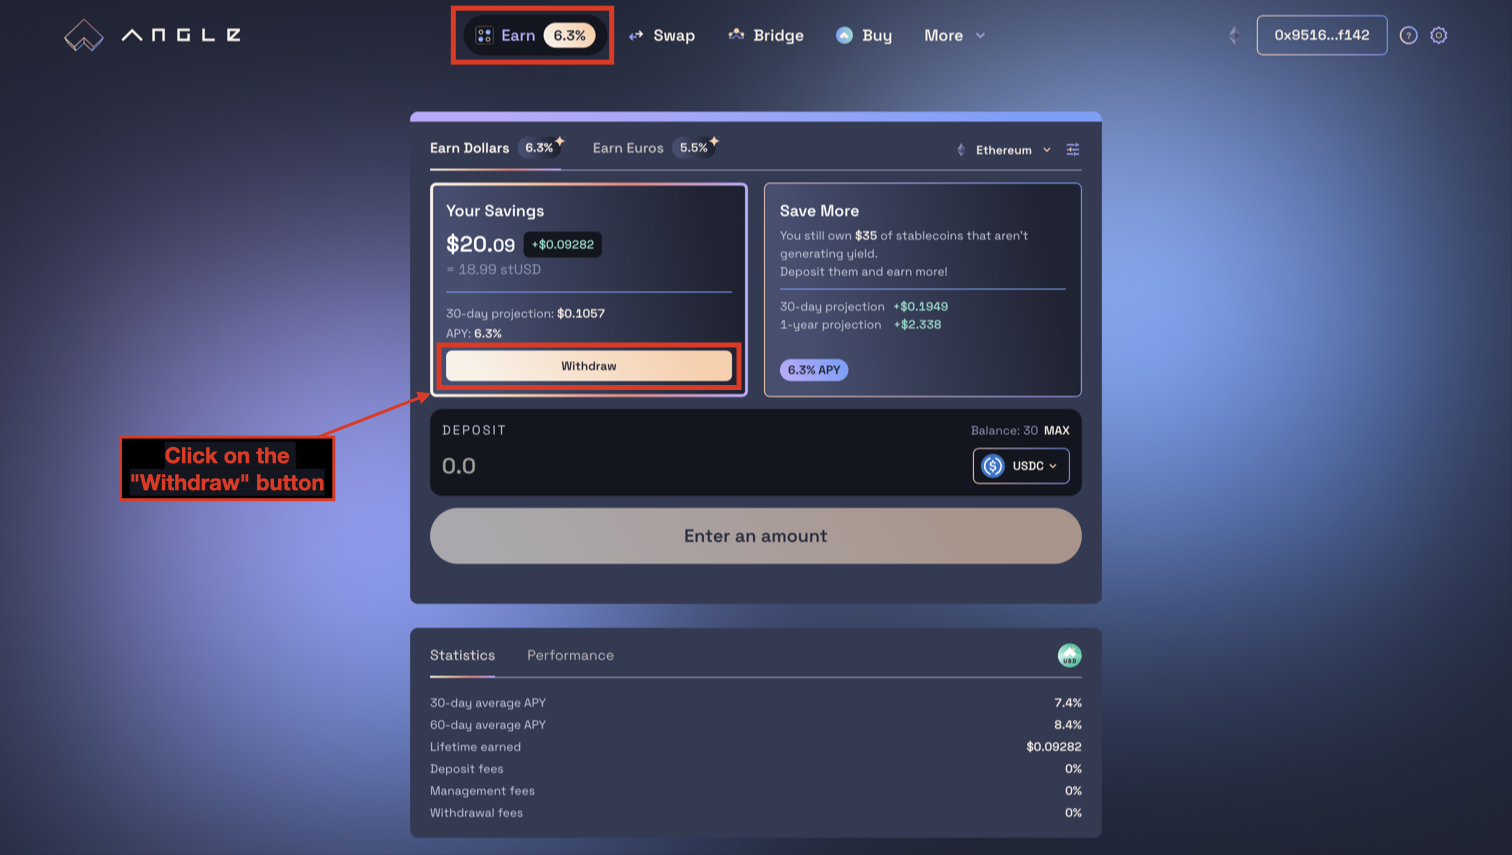 ANGLE
Earn 6.3%
Swap
Bridge
Buy
More
0x9516...f142
?
Earn Dollars 6.3%
Earn Euros 5.5%
Ethereum
Your Savings
$20.09 +$0.09282
= 18.99 stUSD
30-day projection: $0.1057
APY: 6.3%
Withdraw
Save More
You still own $35 of stablecoins that aren't
generating yield.
Deposit them and earn more!
30-day projection +$0.1949
1-year projection +$2.338
6.3% APY
Click on the
"Withdraw" button
DEPOSIT
Balance: 30 MAX
0.0
USDC
Enter an amount
Statistics
Performance
USD
30-day average APY 7.4%
60-day average APY 8.4%
Lifetime earned $0.09282
Deposit fees 0%
Management fees 0%
Withdrawal fees 0%